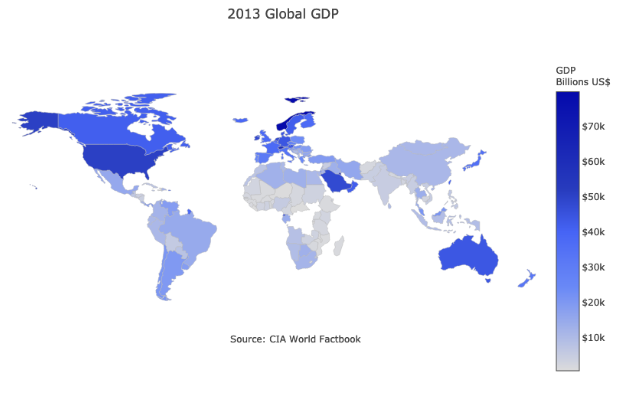 2013 Global GDP
GDP
Billions US$
$70k
$60k
$50k
$40k
$30k
$20k
$10k
Source: CIA World Factbook